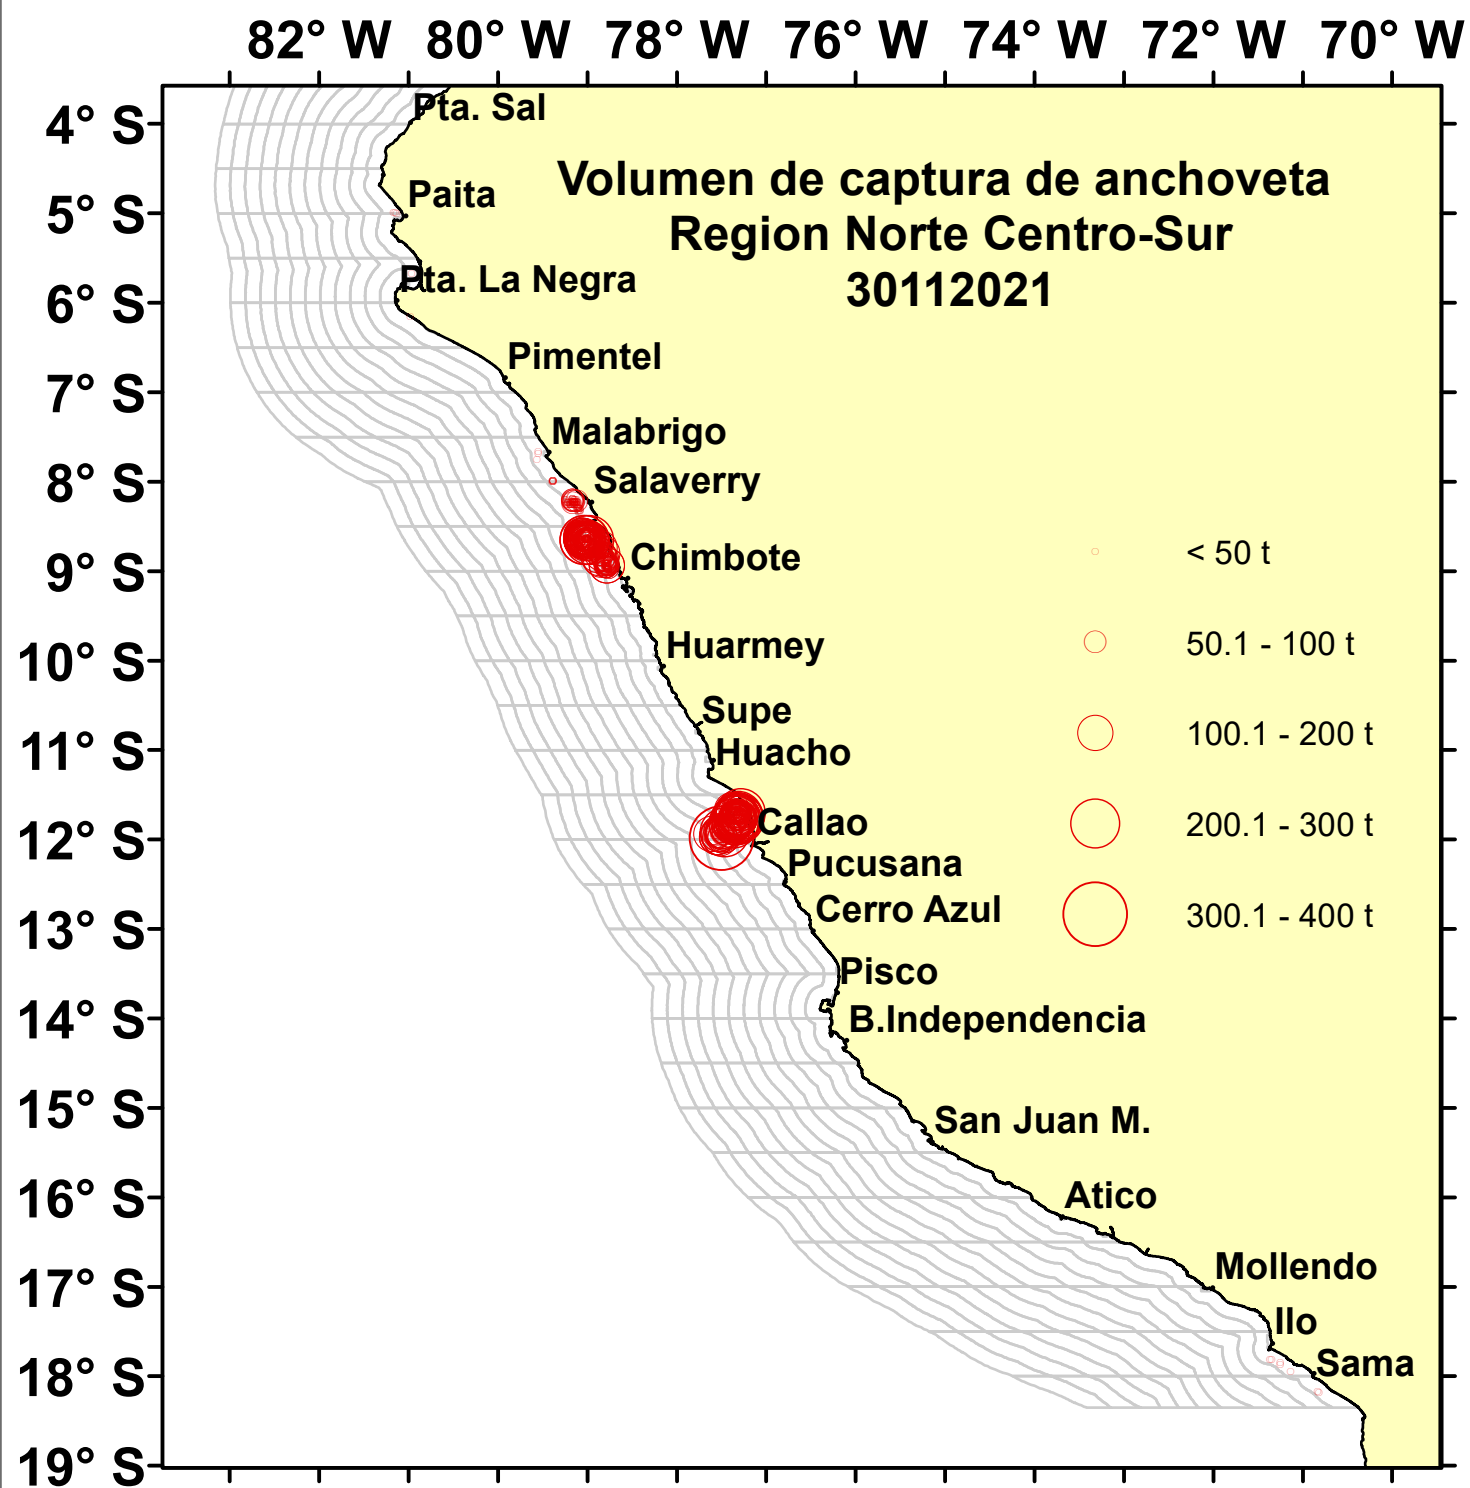 82° W 80° W 78° W 76° W 74° W 72° W 70° W
4° S
5° S
6° S
7° S
8° S
9° S
10° S
11° S
12° S
13° S
14° S
15° S
16° S
17° S
18° S
19° S
Volumen de captura de anchoveta
Region Norte Centro-Sur
30112021
Pta. Sal
Paita
Pta. La Negra
Pimentel
Malabrigo
Salaverry
Chimbote
Huarmey
Supe
Huacho
Callao
Pucusana
Cerro Azul
Pisco
B.Independencia
San Juan M.
Atico
Mollendo
Ilo
Sama
< 50 t
50.1 - 100 t
100.1 - 200 t
200.1 - 300 t
300.1 - 400 t